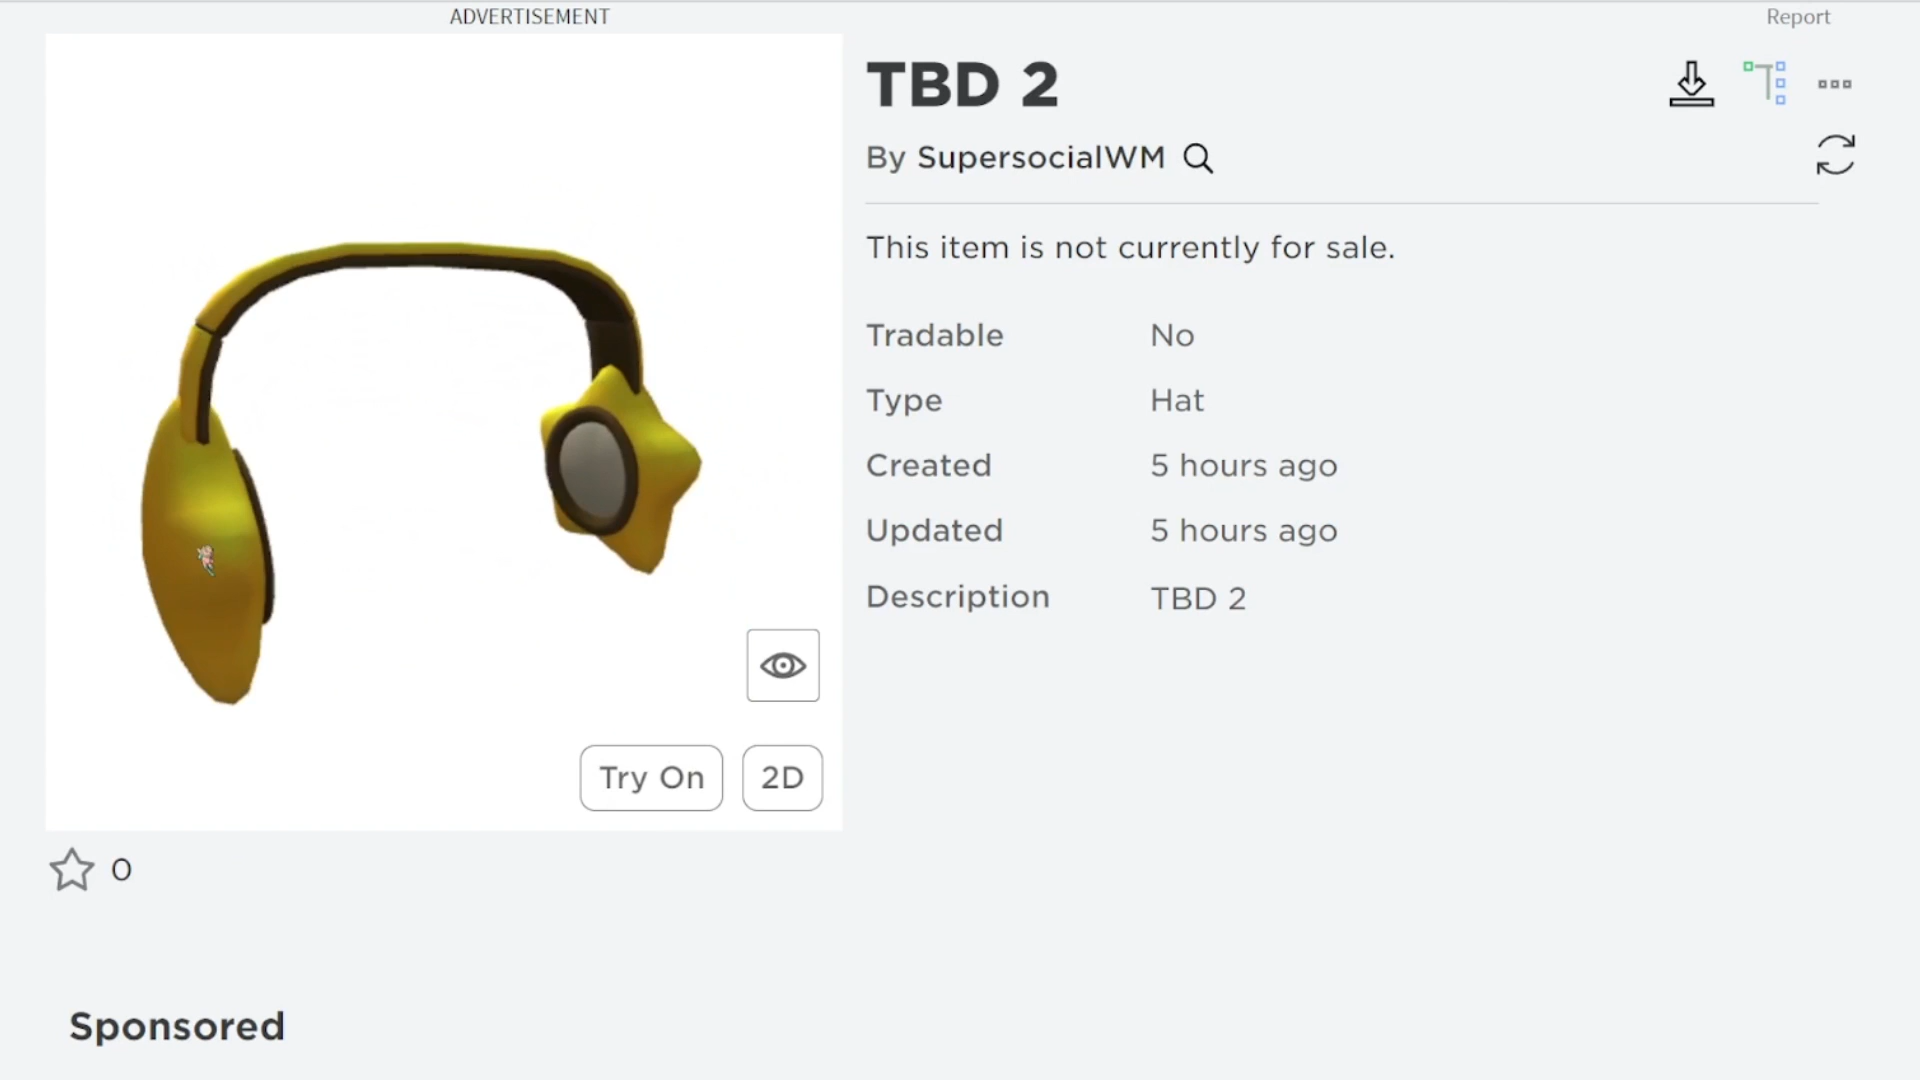 ADVERTISEMENT
Report
TBD 2
By SupersocialWM
This item is not currently for sale.
Tradable No
Type Hat
Created 5 hours ago
Updated 5 hours ago
Description TBD 2
Try On
2D
0
Sponsored